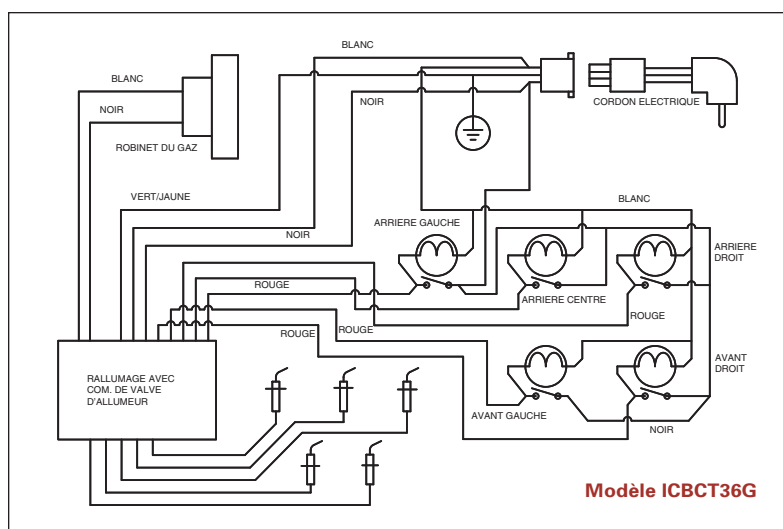 BLANC
BLANC
NOIR
ROBINET DU GAZ
NOIR
CORDON ELECTRIQUE
VERT/JAUNE
NOIR
ARRIERE GAUCHE
BLANC
ARRIERE
DROIT
ROUGE
ARRIERE CENTRE
ROUGE
ROUGE
ROUGE
RALLUMAGE AVEC
COM. DE VALVE
D'ALLUMEUR
AVANT
DROIT
AVANT GAUCHE
NOIR
Modèle ICBCT36G